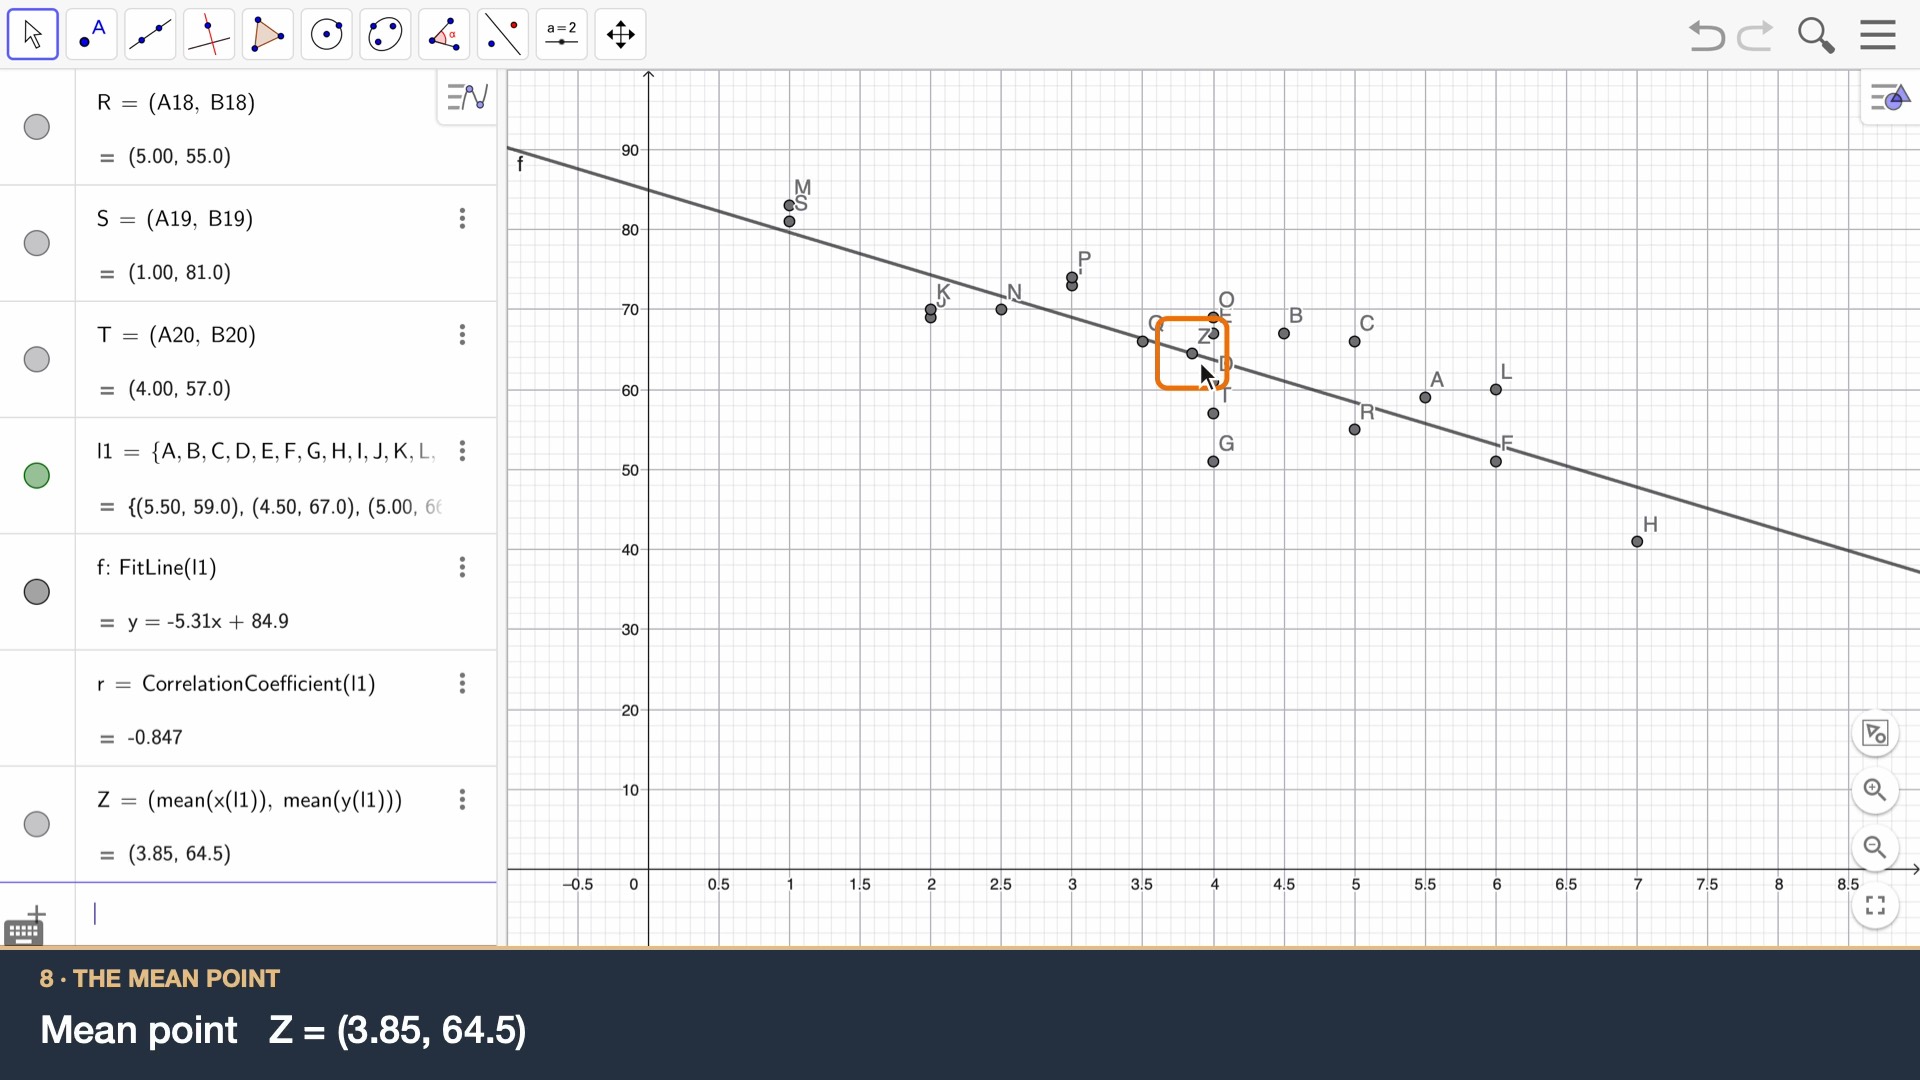 A
α
a=2
R = (A18, B18)
= (5.00, 55.0)
S = (A19, B19)
= (1.00, 81.0)
T = (A20, B20)
= (4.00, 57.0)
l1 = {A, B, C, D, E, F, G, H, I, J, K, L,
= {(5.50, 59.0), (4.50, 67.0), (5.00, 66
f: FitLine(l1)
= y = -5.31x + 84.9
r = CorrelationCoefficient(l1)
= -0.847
Z = (mean(x(l1)), mean(y(l1)))
= (3.85, 64.5)
f
90
80
70
60
50
40
30
20
10
M
S
P
K
J
N
O
E
B
C
Q
Z
D
L
A
T
R
G
F
H
-0.5 0 0.5 1 1.5 2 2.5 3 3.5 4 4.5 5 5.5 6 6.5 7 7.5 8 8.5
8 · THE MEAN POINT
Mean point Z = (3.85, 64.5)